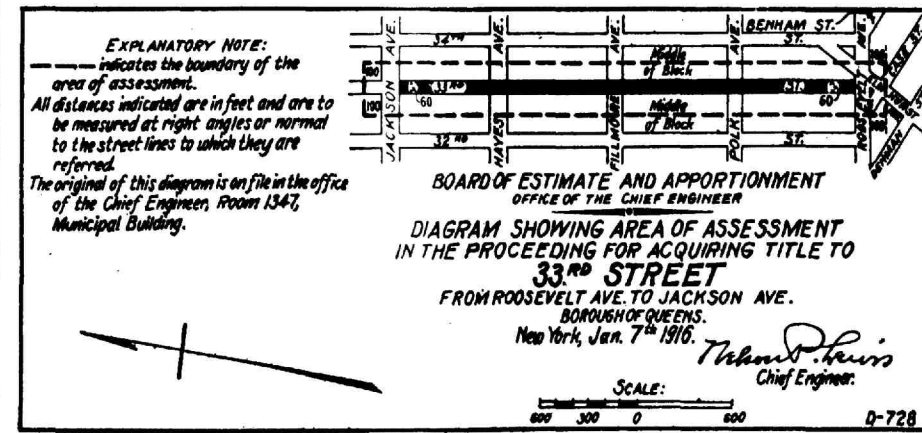 EXPLANATORY NOTE:
indicates the boundary of the
area of assessment.
All distances indicated are in feet and are to
be measured at right angles or normal
to the street lines to which they are
referred.
The original of this diagram is on file in the office
of the Chief Engineer, Room 1347,
Municipal Building.
JACKSON AVE.
HAYES AVE.
FILLMORE AVE.
POLK AVE.
ROOSEVELT
BENHAM ST.
34TH ST.
Middle
of Block
100
33RD
60
60
100
Middle
of Block
32ND ST.
BOARD OF ESTIMATE AND APPORTIONMENT
OFFICE OF THE CHIEF ENGINEER
DIAGRAM SHOWING AREA OF ASSESSMENT
IN THE PROCEEDING FOR ACQUIRING TITLE TO
33.RD STREET
FROM ROOSEVELT AVE. TO JACKSON AVE.
BOROUGH OF QUEENS.
New York, Jan. 7th 1916.
Nelson P. Lewis
Chief Engineer.
SCALE:
600 300 0 600
D-728